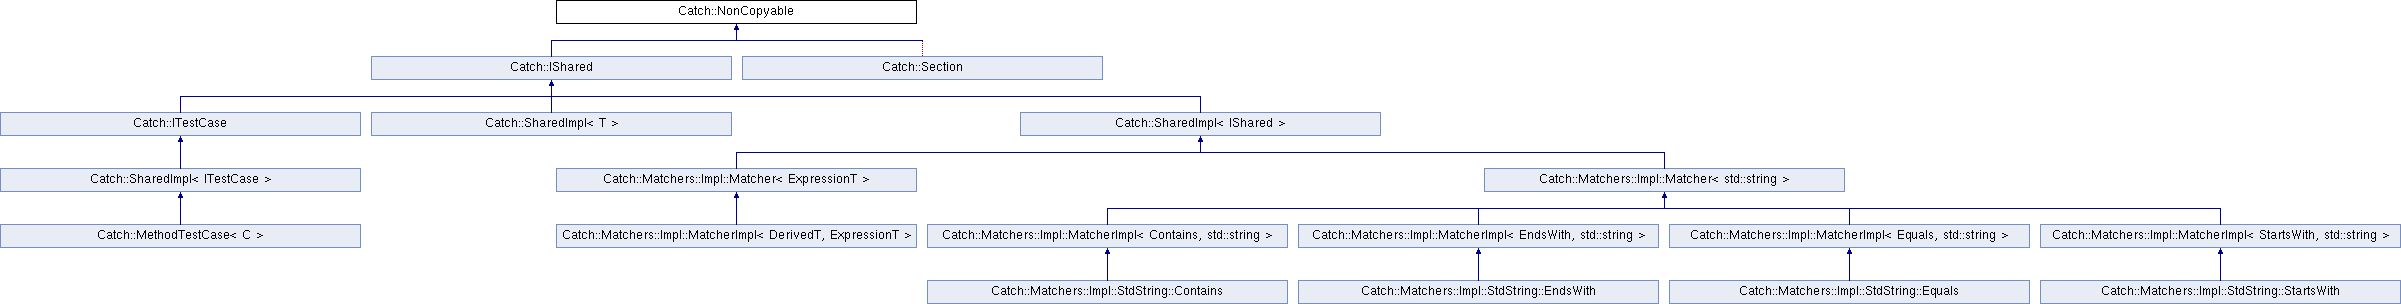 Catch::NonCopyable
Catch::IShared
Catch::Section
Catch::ITestCase
Catch::SharedImpl< T >
Catch::SharedImpl< IShared >
Catch::SharedImpl< ITestCase >
Catch::Matchers::Impl::Matcher< ExpressionT >
Catch::Matchers::Impl::Matcher< std::string >
Catch::MethodTestCase< C >
Catch::Matchers::Impl::MatcherImpl< DerivedT, ExpressionT >
Catch::Matchers::Impl::MatcherImpl< Contains, std::string >
Catch::Matchers::Impl::MatcherImpl< EndsWith, std::string >
Catch::Matchers::Impl::MatcherImpl< Equals, std::string >
Catch::Matchers::Impl::MatcherImpl< StartsWith, std::string >
Catch::Matchers::Impl::StdString::Contains
Catch::Matchers::Impl::StdString::EndsWith
Catch::Matchers::Impl::StdString::Equals
Catch::Matchers::Impl::StdString::StartsWith